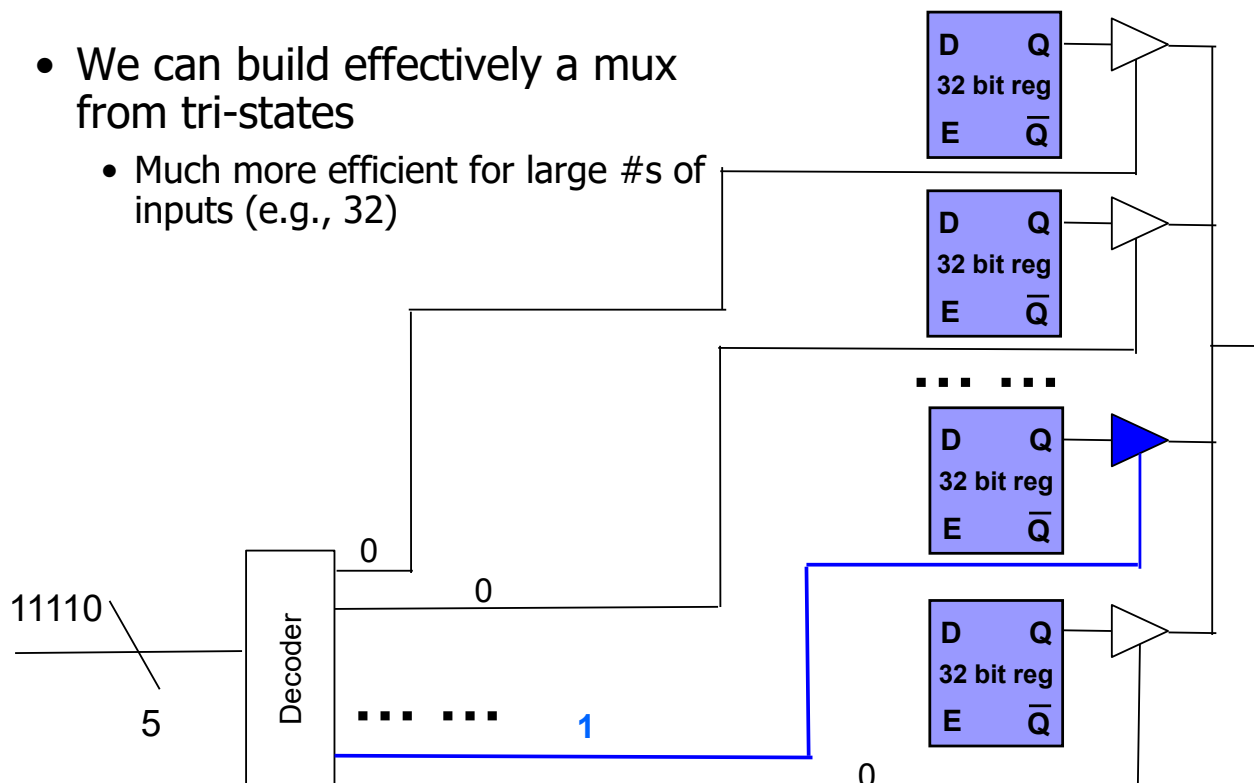 • We can build effectively a mux
from tri-states
• Much more efficient for large #s of
inputs (e.g., 32)
D Q
32 bit reg
E Q̅
D Q
32 bit reg
E Q̅
... ...
D Q
32 bit reg
E Q̅
0
0
11110
Decoder
5
... ...
1
D Q
32 bit reg
E Q̅
0